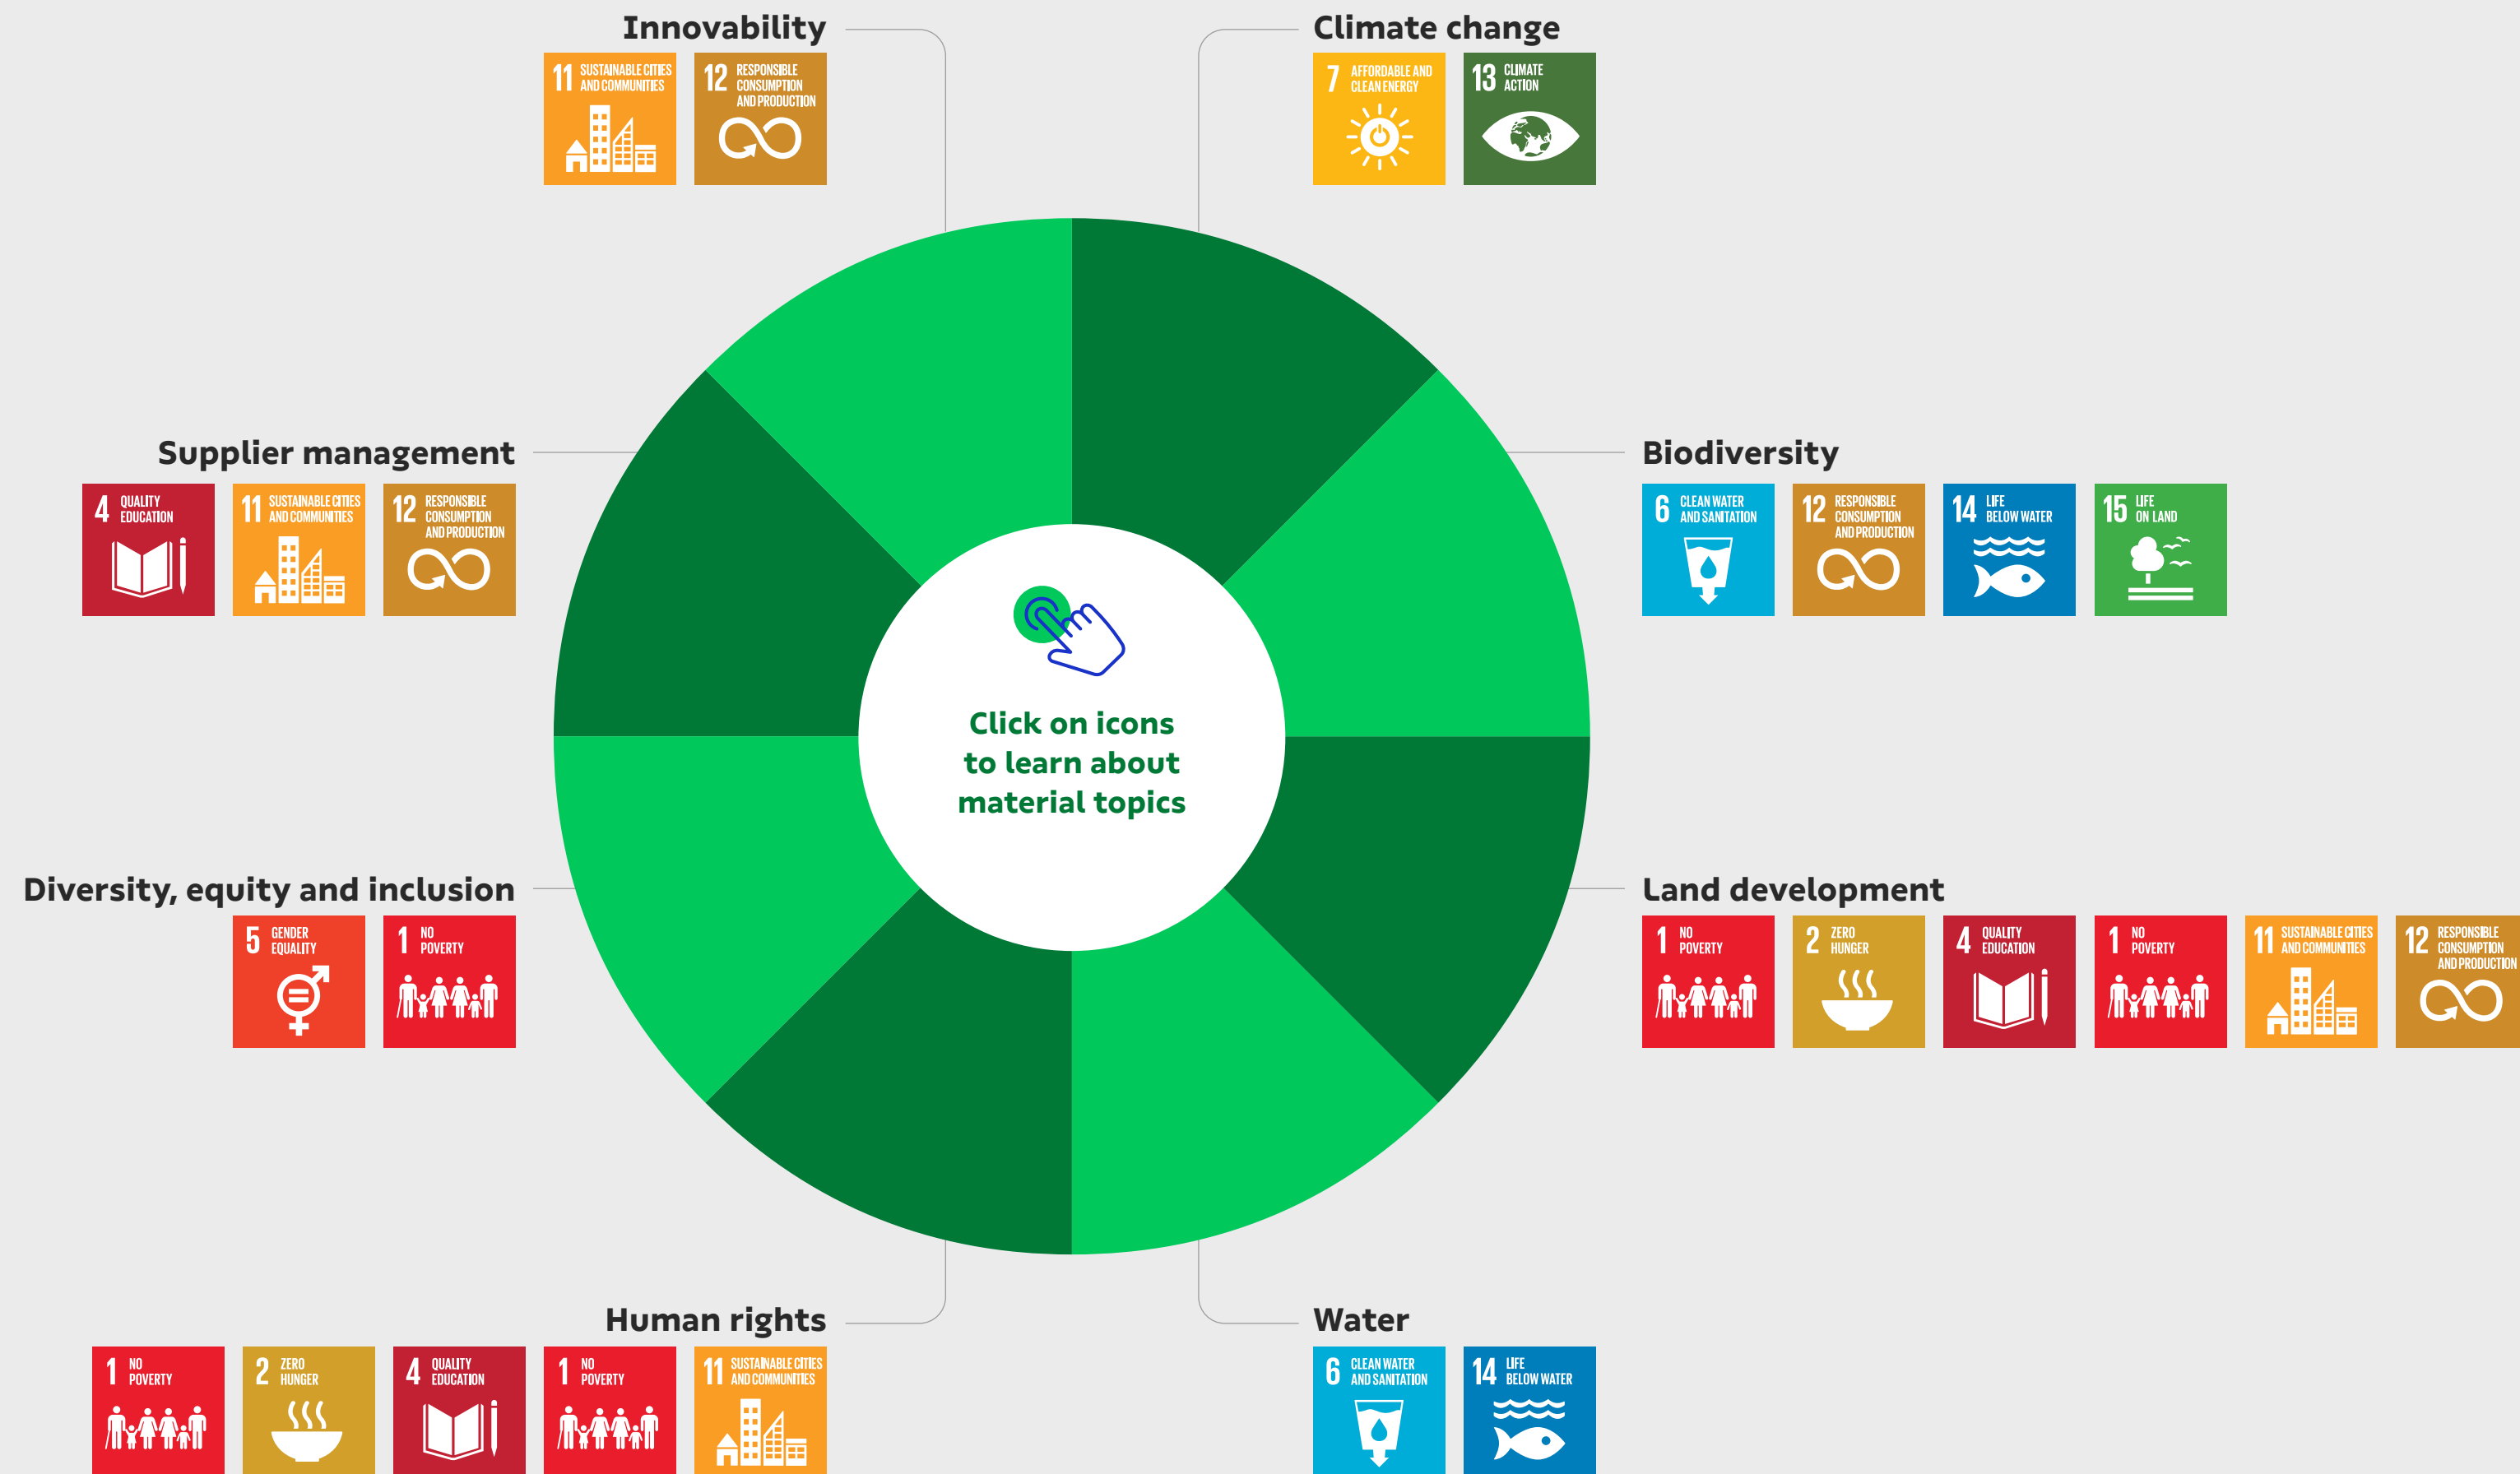 Innovability
11 SUSTAINABLE CITIES
AND COMMUNITIES
12 RESPONSIBLE
CONSUMPTION
AND PRODUCTION
Climate change
7 AFFORDABLE AND
CLEAN ENERGY
13 CLIMATE
ACTION
Supplier management
4 QUALITY
EDUCATION
11 SUSTAINABLE CITIES
AND COMMUNITIES
12 RESPONSIBLE
CONSUMPTION
AND PRODUCTION
Biodiversity
6 CLEAN WATER
AND SANITATION
12 RESPONSIBLE
CONSUMPTION
AND PRODUCTION
14 LIFE
BELOW WATER
15 LIFE
ON LAND
Click on icons
to learn about
material topics
Diversity, equity and inclusion
5 GENDER
EQUALITY
1 NO
POVERTY
Land development
1 NO
POVERTY
2 ZERO
HUNGER
4 QUALITY
EDUCATION
1 NO
POVERTY
11 SUSTAINABLE CITIES
AND COMMUNITIES
12 RESPONSIBLE
CONSUMPTION
AND PRODUCTION
Human rights
1 NO
POVERTY
2 ZERO
HUNGER
4 QUALITY
EDUCATION
1 NO
POVERTY
11 SUSTAINABLE CITIES
AND COMMUNITIES
Water
6 CLEAN WATER
AND SANITATION
14 LIFE
BELOW WATER